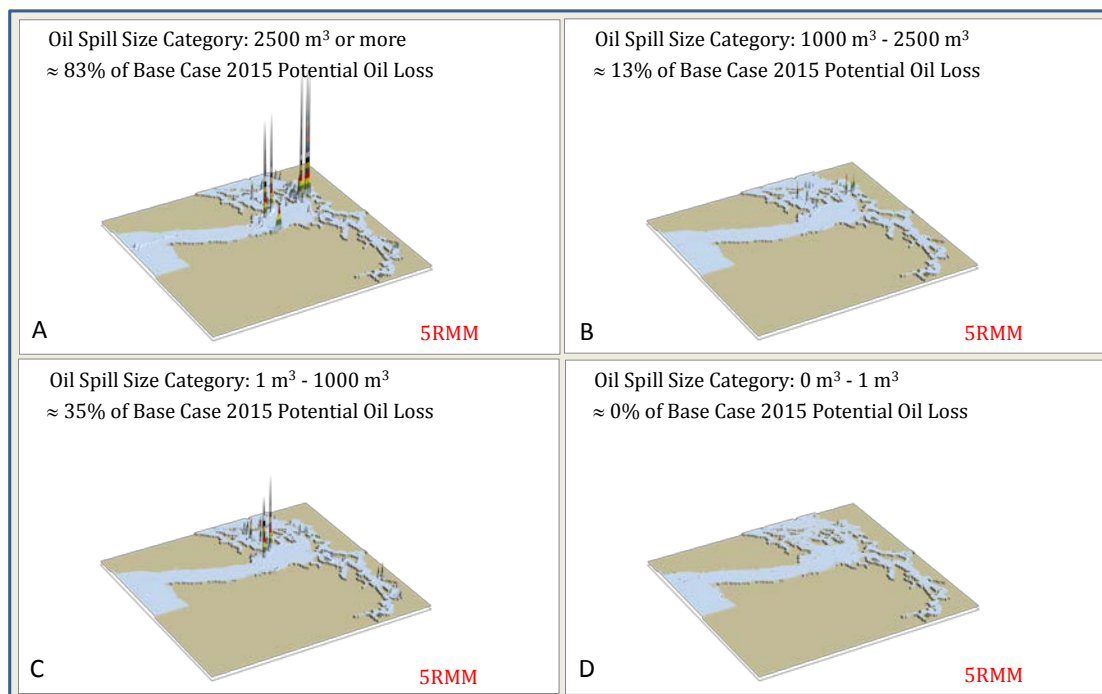 Oil Spill Size Category: 2500 m³ or more
≈ 83% of Base Case 2015 Potential Oil Loss
A
5RMM
Oil Spill Size Category: 1000 m³ - 2500 m³
≈ 13% of Base Case 2015 Potential Oil Loss
B
5RMM
Oil Spill Size Category: 1 m³ - 1000 m³
≈ 35% of Base Case 2015 Potential Oil Loss
C
5RMM
Oil Spill Size Category: 0 m³ - 1 m³
≈ 0% of Base Case 2015 Potential Oil Loss
D
5RMM